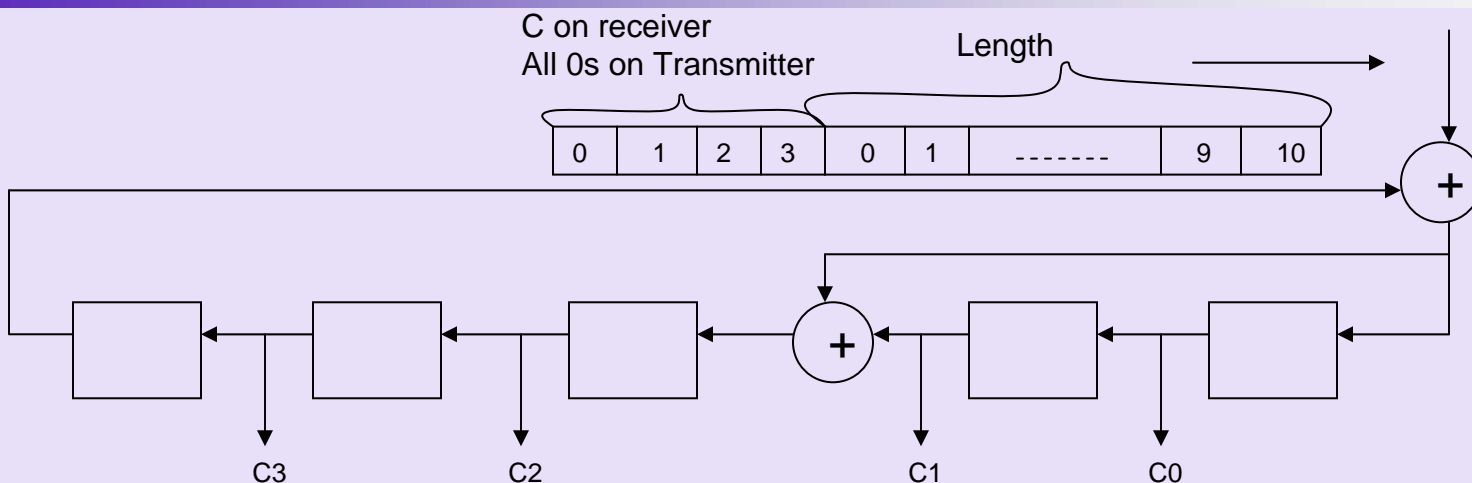 C on receiver
All 0s on Transmitter
Length
0 1 2 3 0 1 ------- 9 10
+
+
C3 C2 C1 C0